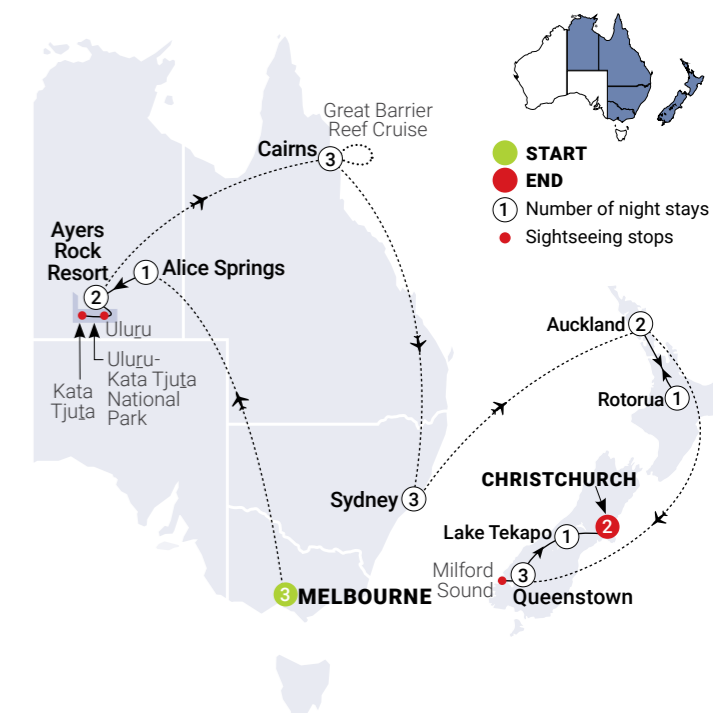 START
END
1 Number of night stays
Sightseeing stops
Great Barrier
Reef Cruise
Cairns 3
Ayers
Rock
Resort
2
1 Alice Springs
Uluṟu
Uluṟu-
Kata Tjuṯa
National
Park
Kata
Tjuṯa
Auckland 2
Rotorua 1
Sydney 3
CHRISTCHURCH
2
Lake Tekapo 1
Milford
Sound
3
Queenstown
3 MELBOURNE